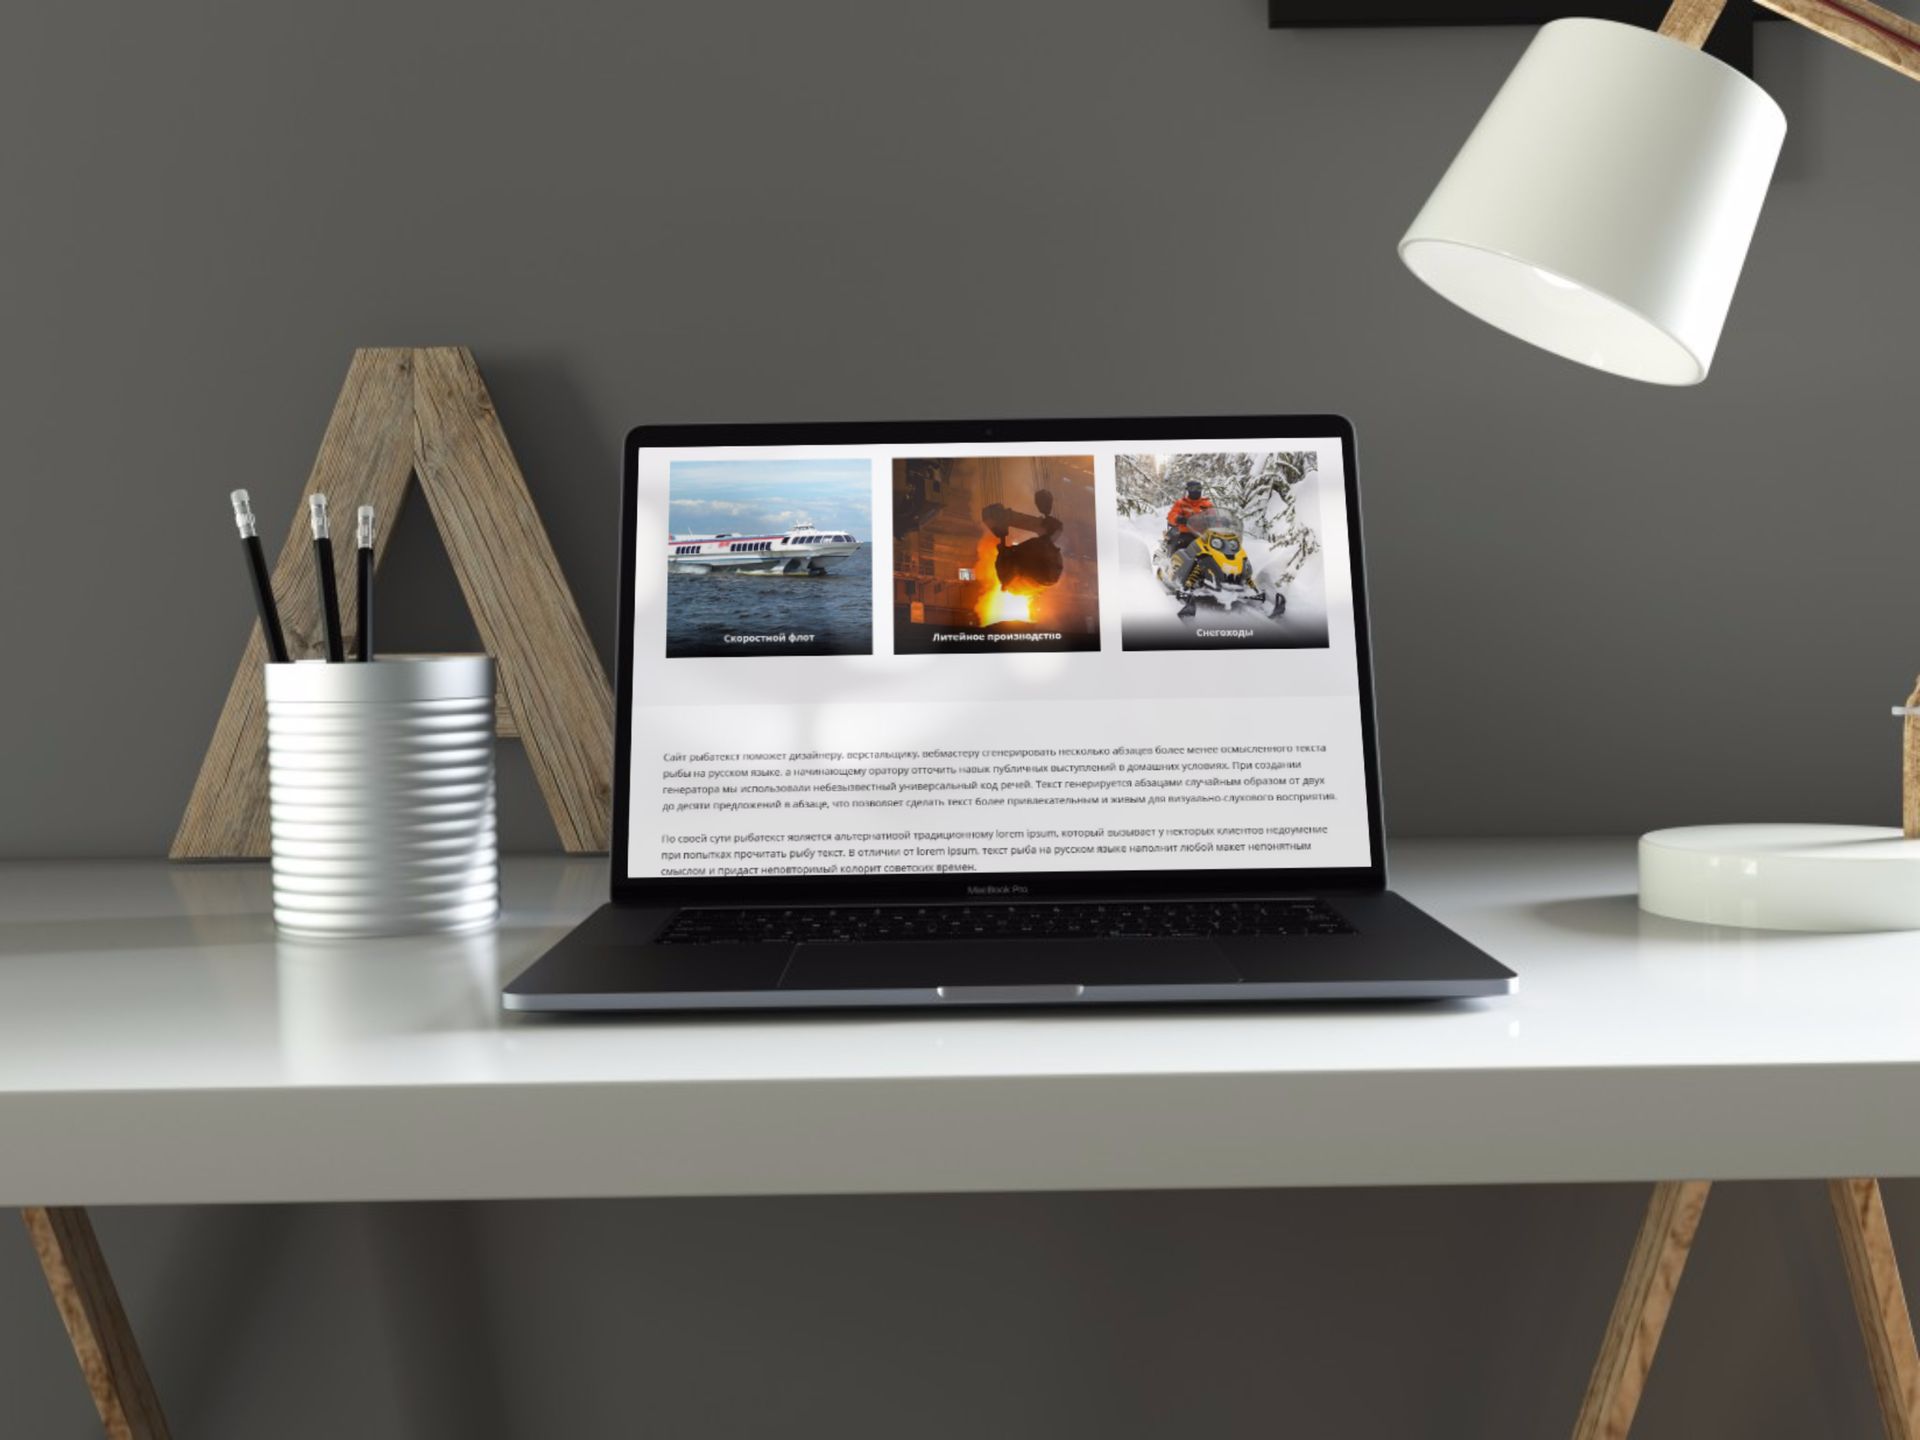 Скоростной флот
Литейное производство
Снегоходы
Сайт рыбатекст поможет дизайнеру, верстальщику, вебмастеру сгенерировать несколько абзацев более менее осмысленного текста
рыбы на русском языке, а начинающему оратору отточить навык публичных выступлений в домашних условиях. При создании
генератора мы использовали небезызвестный универсальный код речей. Текст генерируется абзацами случайным образом от двух
до десяти предложений в абзаце, что позволяет сделать текст более привлекательным и живым для визуально-слухового восприятия.
По своей сути рыбатекст является альтернативой традиционному lorem ipsum, который вызывает у некторых клиентов недоумение
при попытках прочитать рыбу текст. В отличии от lorem ipsum, текст рыба на русском языке наполнит любой макет непонятным
смыслом и придаст неповторимый колорит советских времен.
MacBook Pro